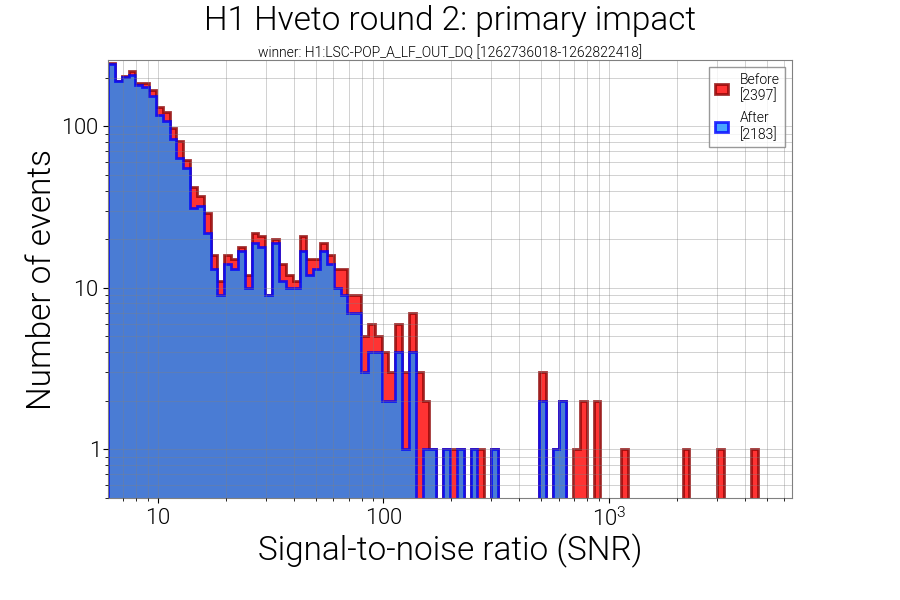 H1 Hveto round 2: primary impact
winner: H1:LSC-POP_A_LF_OUT_DQ [1262736018-1262822418]
Before
[2397]
After
[2183]
Number of events
100
10
1
10
100
10³
Signal-to-noise ratio (SNR)